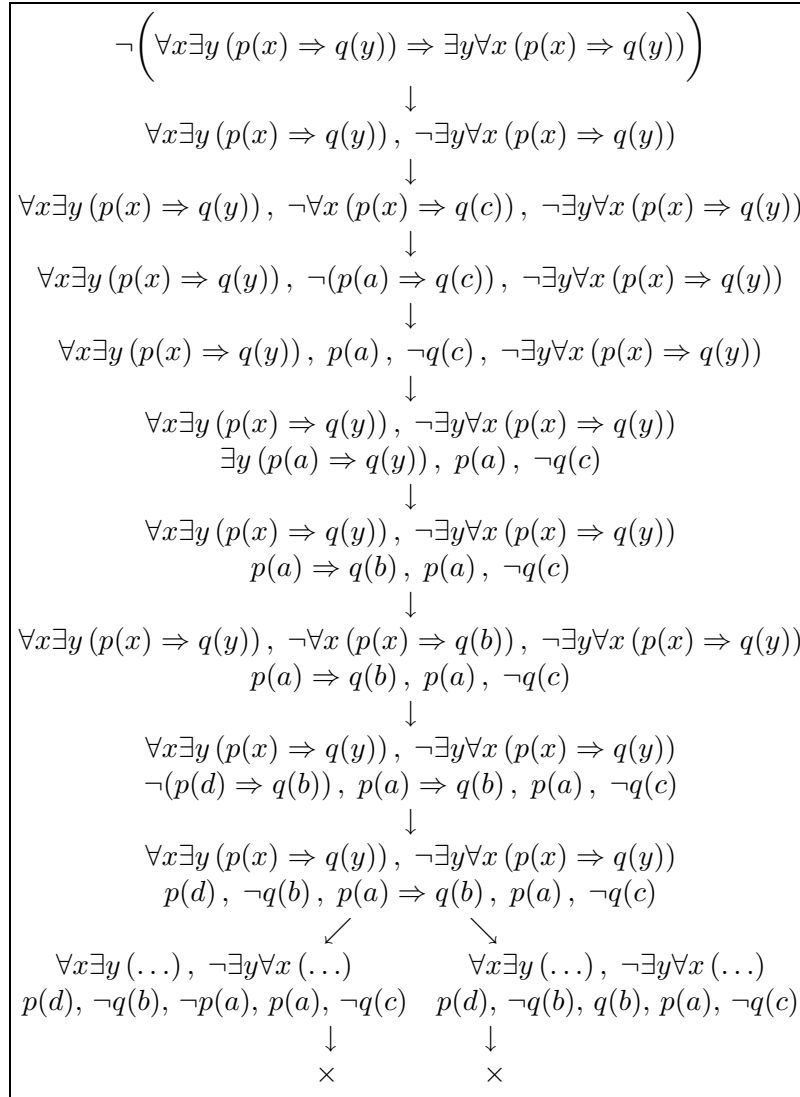 ¬(∀x∃y (p(x) ⇒ q(y)) ⇒ ∃y∀x (p(x) ⇒ q(y)))
↓
∀x∃y (p(x) ⇒ q(y)) , ¬∃y∀x (p(x) ⇒ q(y))
↓
∀x∃y (p(x) ⇒ q(y)) , ¬∀x (p(x) ⇒ q(c)) , ¬∃y∀x (p(x) ⇒ q(y))
↓
∀x∃y (p(x) ⇒ q(y)) , ¬(p(a) ⇒ q(c)) , ¬∃y∀x (p(x) ⇒ q(y))
↓
∀x∃y (p(x) ⇒ q(y)) , p(a) , ¬q(c) , ¬∃y∀x (p(x) ⇒ q(y))
↓
∀x∃y (p(x) ⇒ q(y)) , ¬∃y∀x (p(x) ⇒ q(y))
∃y (p(a) ⇒ q(y)) , p(a) , ¬q(c)
↓
∀x∃y (p(x) ⇒ q(y)) , ¬∃y∀x (p(x) ⇒ q(y))
p(a) ⇒ q(b) , p(a) , ¬q(c)
↓
∀x∃y (p(x) ⇒ q(y)) , ¬∀x (p(x) ⇒ q(b)) , ¬∃y∀x (p(x) ⇒ q(y))
p(a) ⇒ q(b) , p(a) , ¬q(c)
↓
∀x∃y (p(x) ⇒ q(y)) , ¬∃y∀x (p(x) ⇒ q(y))
¬(p(d) ⇒ q(b)) , p(a) ⇒ q(b) , p(a) , ¬q(c)
↓
∀x∃y (p(x) ⇒ q(y)) , ¬∃y∀x (p(x) ⇒ q(y))
p(d) , ¬q(b) , p(a) ⇒ q(b) , p(a) , ¬q(c)
↙ ↘
∀x∃y (…) , ¬∃y∀x (…) ∀x∃y (…) , ¬∃y∀x (…)
p(d), ¬q(b), ¬p(a), p(a), ¬q(c) p(d), ¬q(b), q(b), p(a), ¬q(c)
↓ ↓
× ×